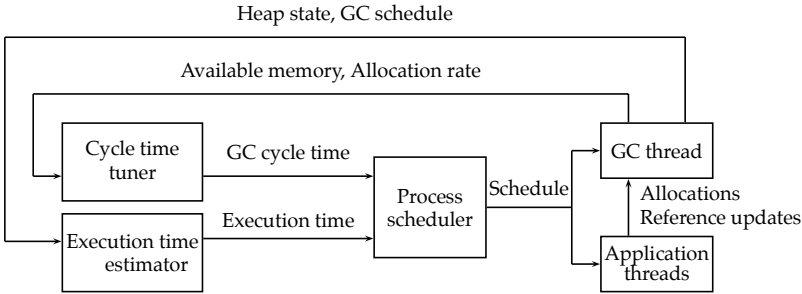 Heap state, GC schedule
Available memory, Allocation rate
Cycle time
tuner
GC cycle time
GC thread
Process
scheduler
Schedule
Allocations
Reference updates
Execution time
Execution time
estimator
Application
threads